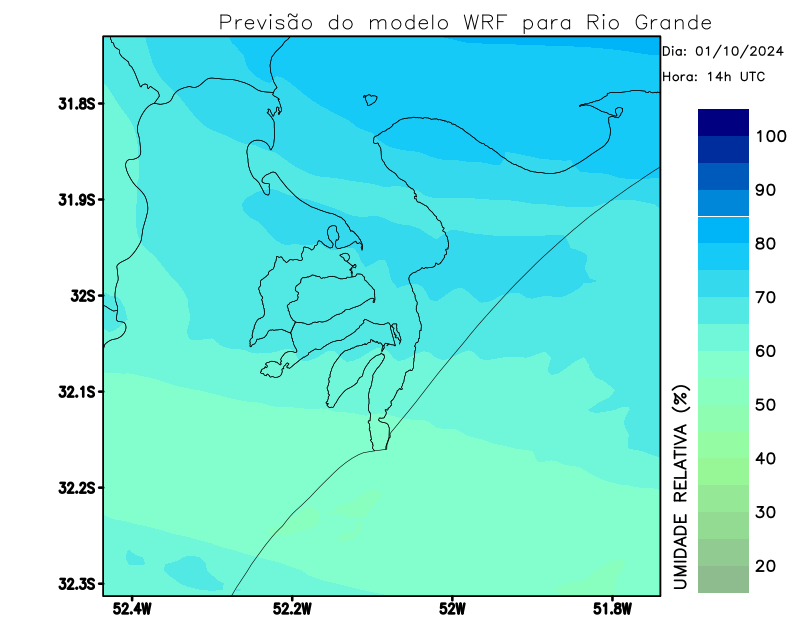 Previsão do modelo WRF para Rio Grande
Dia: 01/10/2024
Hora: 14h UTC
31.8S
31.9S
32S
32.1S
32.2S
32.3S
52.4W
52.2W
52W
51.8W
100
90
80
70
60
50
40
30
20
UMIDADE RELATIVA (%)